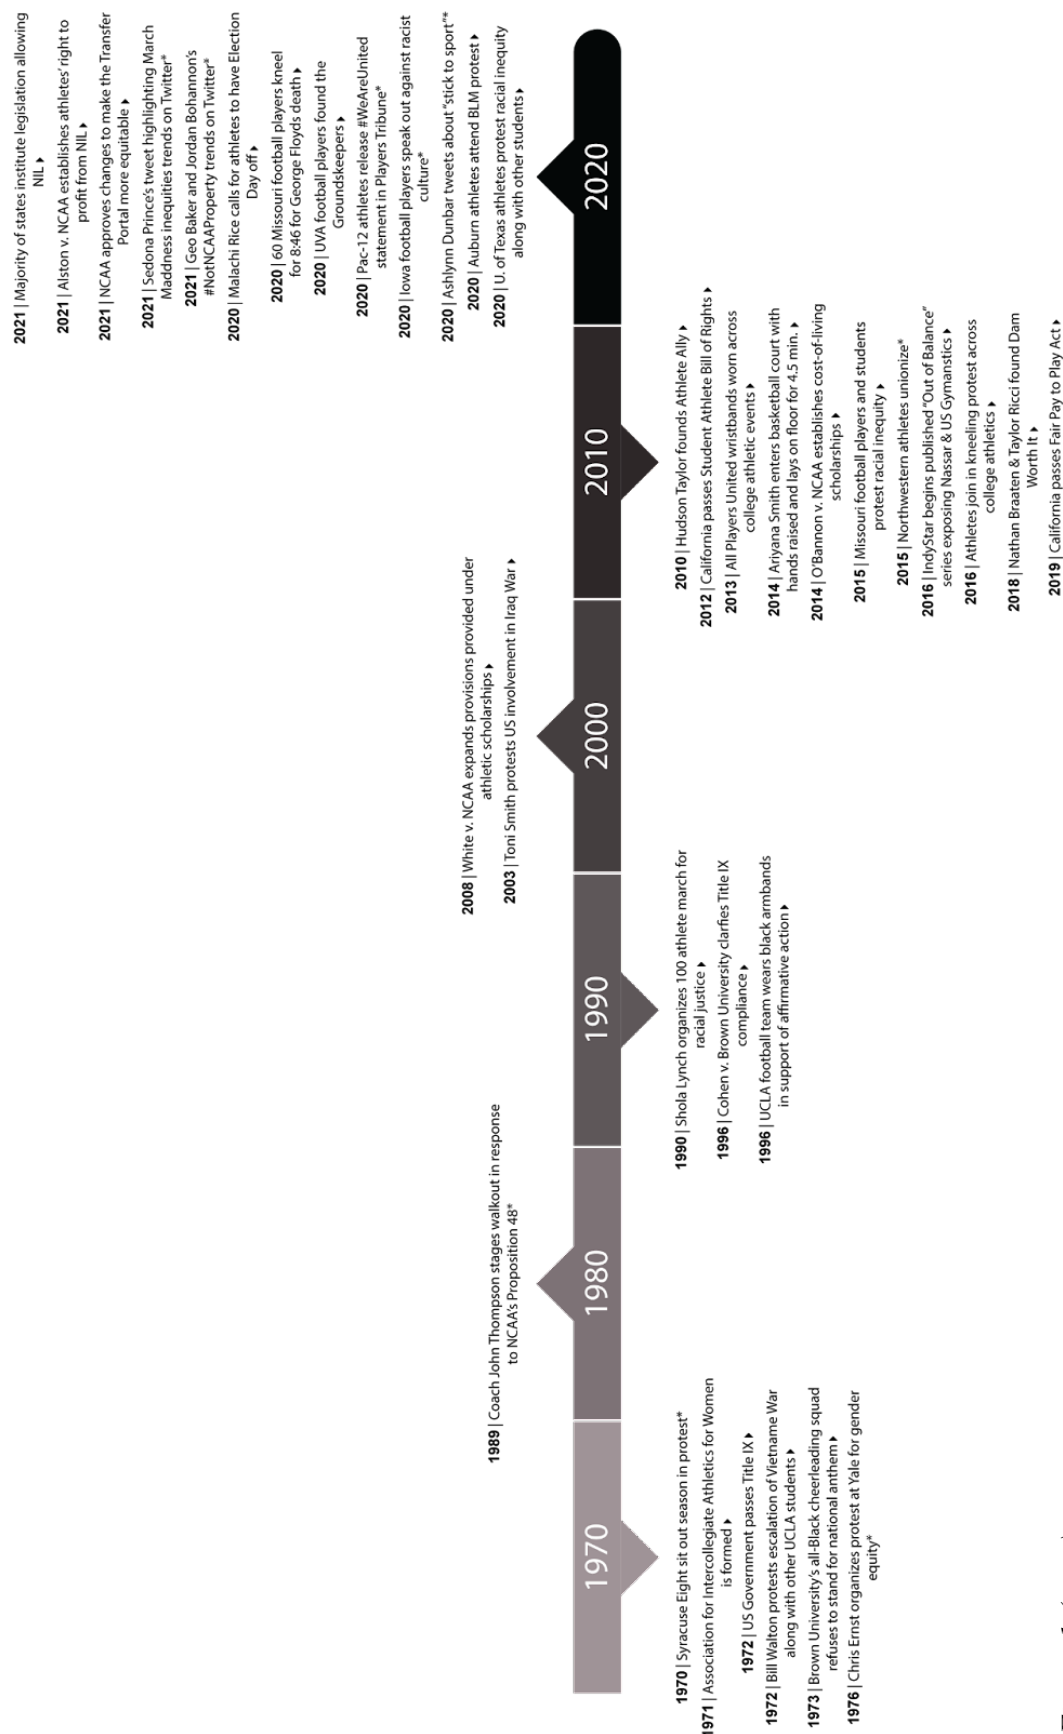 1970
1970 | Syracuse Eight sit out season in protest*
1971 | Association for Intercollegiate Athletics for Women
is formed ▸
1972 | US Government passes Title IX ▸
1972 | Bill Walton protests escalation of Vietname War
along with other UCLA students ▸
1973 | Brown University's all-Black cheerleading squad
refuses to stand for national anthem ▸
1976 | Chris Ernst organizes protest at Yale for gender
equity*
1980
1989 | Coach John Thompson stages walkout in response
to NCAA's Proposition 48*
1990
1990 | Shola Lynch organizes 100 athlete march for
racial justice ▸
1996 | Cohen v. Brown University clarfies Title IX
compliance ▸
1996 | UCLA football team wears black armbands
in support of affirmative action ▸
2000
2008 | White v. NCAA expands provisions provided under
athletic scholarships ▸
2003 | Toni Smith protests US involvement in Iraq War ▸
2010
2010 | Hudson Taylor founds Athlete Ally ▸
2012 | California passes Student Athlete Bill of Rights ▸
2013 | All Players United wristbands worn across
college athletic events ▸
2014 | Ariyana Smith enters basketball court with
hands raised and lays on floor for 4.5 min. ▸
2014 | O'Bannon v. NCAA establishes cost-of-living
scholarships ▸
2015 | Missouri football players and students
protest racial inequity ▸
2015 | Northwestern athletes unionize*
2016 | IndyStar begins published "Out of Balance"
series exposing Nassar & US Gymanstics ▸
2016 | Athletes join in kneeling protest across
college athletics ▸
2018 | Nathan Braaten & Taylor Ricci found Dam
Worth It ▸
2019 | California passes Fair Pay to Play Act ▸
2020
2021 | Majority of states institute legislation allowing
NIL ▸
2021 | Alston v. NCAA establishes athletes' right to
profit from NIL ▸
2021 | NCAA approves changes to make the Transfer
Portal more equitable ▸
2021 | Sedona Prince's tweet highlighting March
Maddness inequities trends on Twitter*
2021 | Geo Baker and Jordan Bohannon's
#NotNCAAProperty trends on Twitter*
2020 | Malachi Rice calls for athletes to have Election
Day off ▸
2020 | 60 Missouri football players kneel
for 8:46 for George Floyds death ▸
2020 | UVA football players found the
Groundskeepers ▸
2020 | Pac-12 athletes release #WeAreUnited
statement in Players Tribune*
2020 | Iowa football players speak out against racist
culture*
2020 | Ashlynn Dunbar tweets about "stick to sport"*
2020 | Auburn athletes attend BLM protest ▸
2020 | U. of Texas athletes protest racial inequity
along with other students ▸